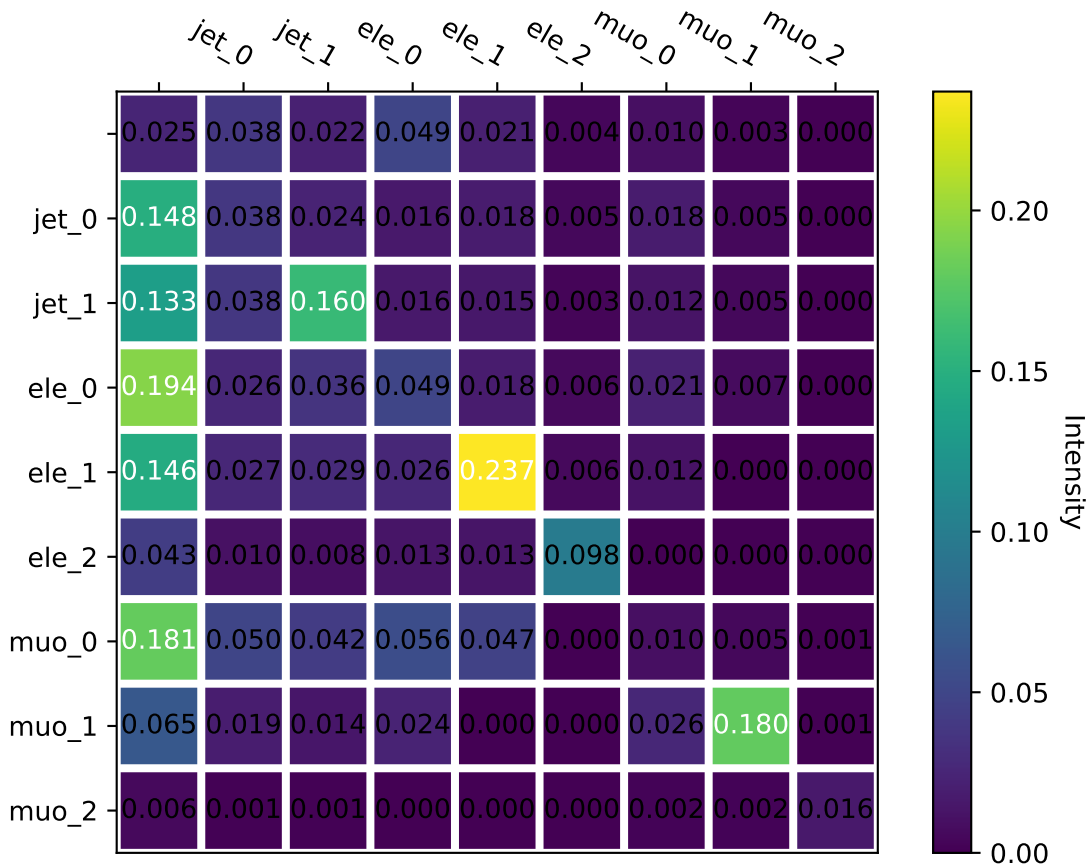 jet_0 jet_1 ele_0 ele_1 ele_2 muo_0 muo_1 muo_2
0.025 0.038 0.022 0.049 0.021 0.004 0.010 0.003 0.000
jet_0 0.148 0.038 0.024 0.016 0.018 0.005 0.018 0.005 0.000
jet_1 0.133 0.038 0.160 0.016 0.015 0.003 0.012 0.005 0.000
ele_0 0.194 0.026 0.036 0.049 0.018 0.006 0.021 0.007 0.000
ele_1 0.146 0.027 0.029 0.026 0.237 0.006 0.012 0.000 0.000
ele_2 0.043 0.010 0.008 0.013 0.013 0.098 0.000 0.000 0.000
muo_0 0.181 0.050 0.042 0.056 0.047 0.000 0.010 0.005 0.001
muo_1 0.065 0.019 0.014 0.024 0.000 0.000 0.026 0.180 0.001
muo_2 0.006 0.001 0.001 0.000 0.000 0.000 0.002 0.002 0.016
0.20
0.15
0.10
0.05
0.00
Intensity